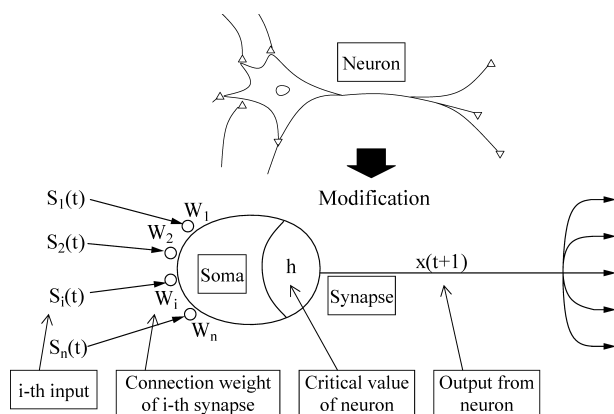 Neuron
Modification
S₁(t)
W₁
S₂(t)
W₂
Soma
h
x(t+1)
Sᵢ(t)
Wᵢ
Synapse
Sₙ(t)
Wₙ
i-th input
Connection weight
of i-th synapse
Critical value
of neuron
Output from
neuron